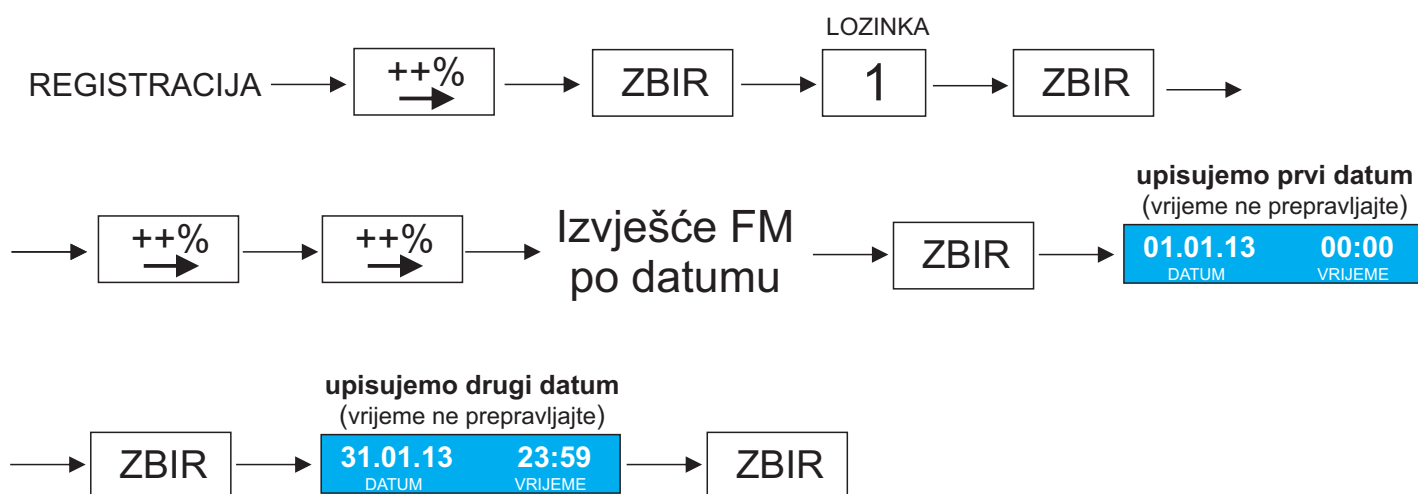 LOZINKA
REGISTRACIJA ++% ZBIR 1 ZBIR
upisujemo prvi datum
(vrijeme ne prepravljajte)
++% ++% Izvješće FM
po datumu
ZBIR
01.01.13 00:00
DATUM VRIJEME
upisujemo drugi datum
(vrijeme ne prepravljajte)
ZBIR 31.01.13 23:59 ZBIR
DATUM VRIJEME